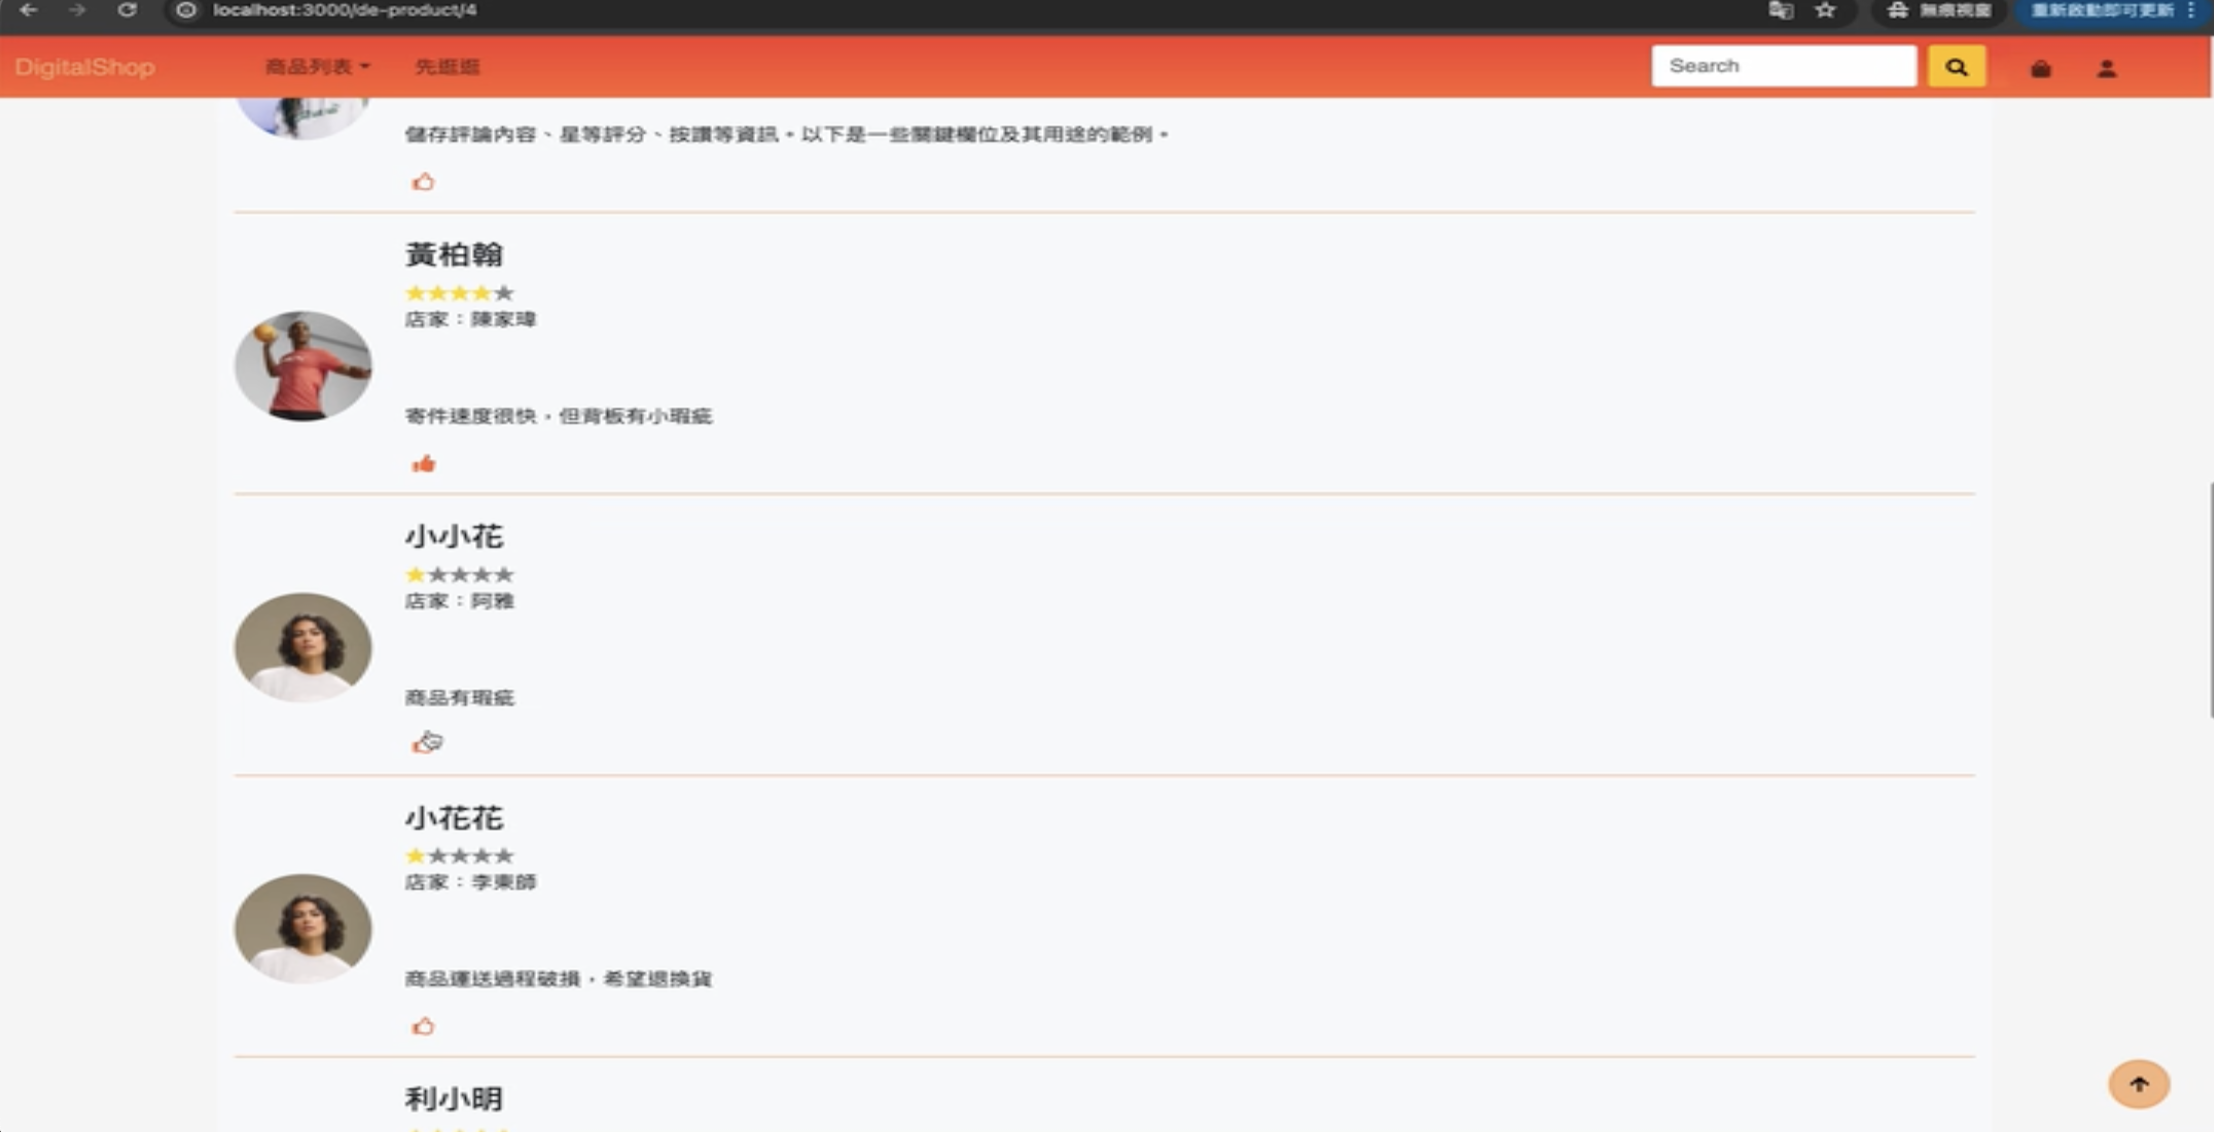 localhost:3000/de-product/4
無痕視窗
重新啟動即可更新
DigitalShop
商品列表
先逛逛
Search
儲存評論內容、星等評分、按讚等資訊。以下是一些關鍵欄位及其用途的範例。
黃柏翰
店家：陳家瑋
寄件速度很快，但背板有小瑕疵
小小花
店家：阿雅
商品有瑕疵
小花花
店家：李東師
商品運送過程破損，希望退換貨
利小明